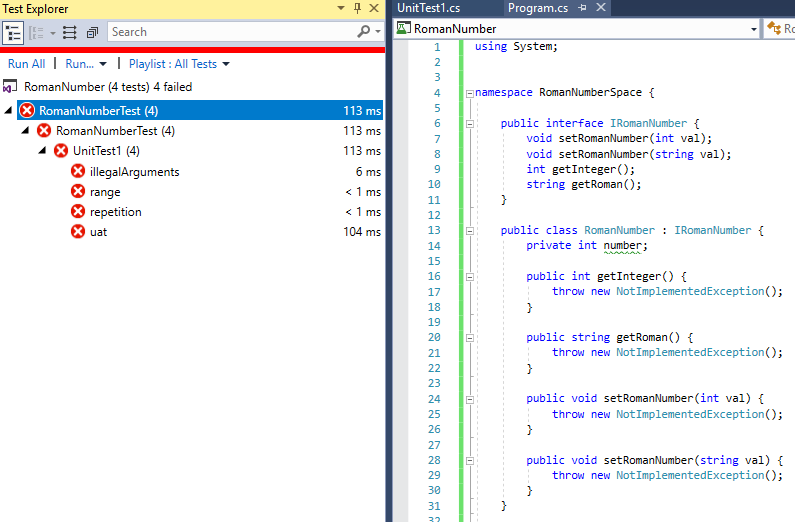 Test Explorer
Search
Run All | Run... | Playlist : All Tests
RomanNumber (4 tests) 4 failed
RomanNumberTest (4) 113 ms
RomanNumberTest (4) 113 ms
UnitTest1 (4) 113 ms
illegalArguments 6 ms
range < 1 ms
repetition < 1 ms
uat 104 ms
UnitTest1.cs Program.cs
RomanNumber
1 using System;
2
3
4 namespace RomanNumberSpace {
5
6 public interface IRomanNumber {
7 void setRomanNumber(int val);
8 void setRomanNumber(string val);
9 int getInteger();
10 string getRoman();
11 }
12
13 public class RomanNumber : IRomanNumber {
14 private int number;
15
16 public int getInteger() {
17 throw new NotImplementedException();
18 }
19
20 public string getRoman() {
21 throw new NotImplementedException();
22 }
23
24 public void setRomanNumber(int val) {
25 throw new NotImplementedException();
26 }
27
28 public void setRomanNumber(string val) {
29 throw new NotImplementedException();
30 }
31 }